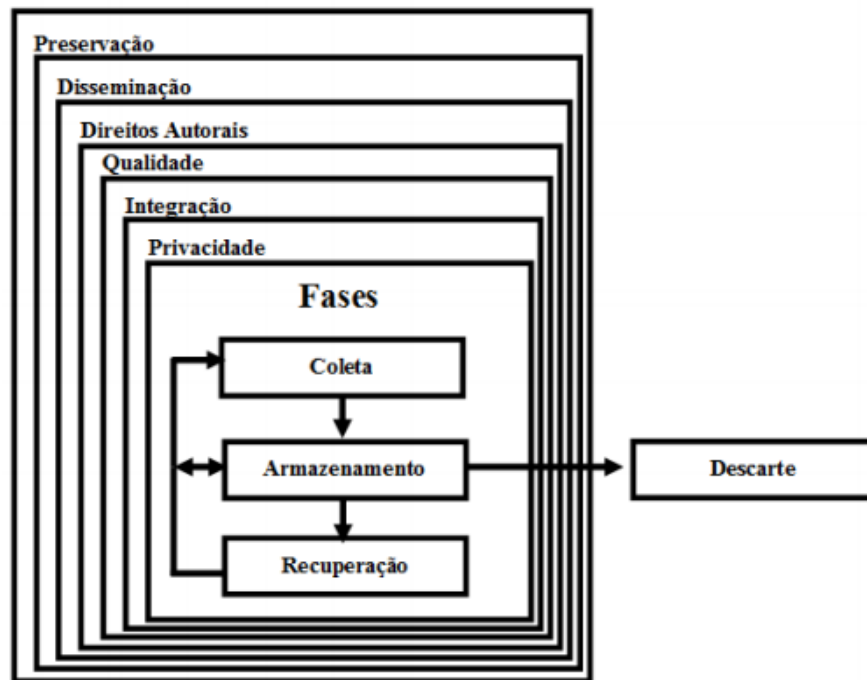 Preservação
Disseminação
Direitos Autorais
Qualidade
Integração
Privacidade
Fases
Coleta
Armazenamento
Descarte
Recuperação